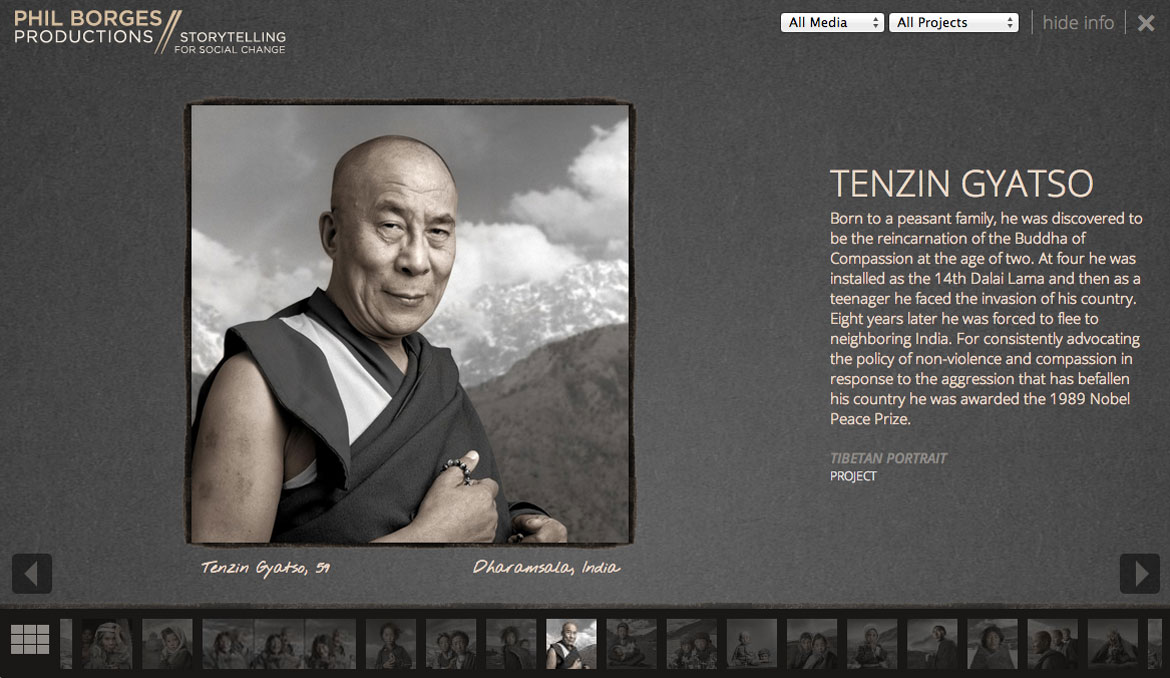 PHIL BORGES
PRODUCTIONS
STORYTELLING
FOR SOCIAL CHANGE
All Media
All Projects
hide info
TENZIN GYATSO
Born to a peasant family, he was discovered to
be the reincarnation of the Buddha of
Compassion at the age of two. At four he was
installed as the 14th Dalai Lama and then as a
teenager he faced the invasion of his country.
Eight years later he was forced to flee to
neighboring India. For consistently advocating
the policy of non-violence and compassion in
response to the aggression that has befallen
his country he was awarded the 1989 Nobel
Peace Prize.
TIBETAN PORTRAIT
PROJECT
Tenzin Gyatso, 59
Dharamsala, India